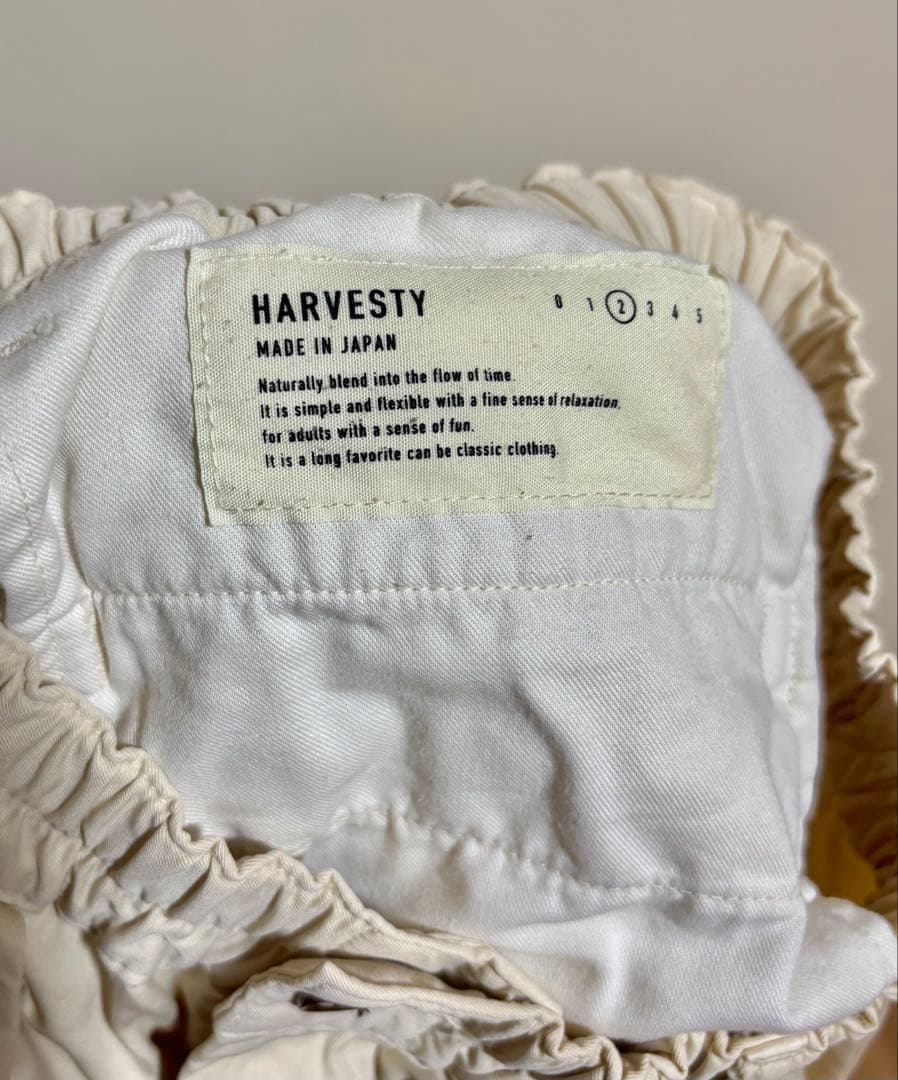 HARVESTY 0 1 2 3 4 5
MADE IN JAPAN
Naturally blend into the flow of time.
It is simple and flexible with a fine sense of relaxation,
for adults with a sense of fun.
It is a long favorite can be classic clothing.